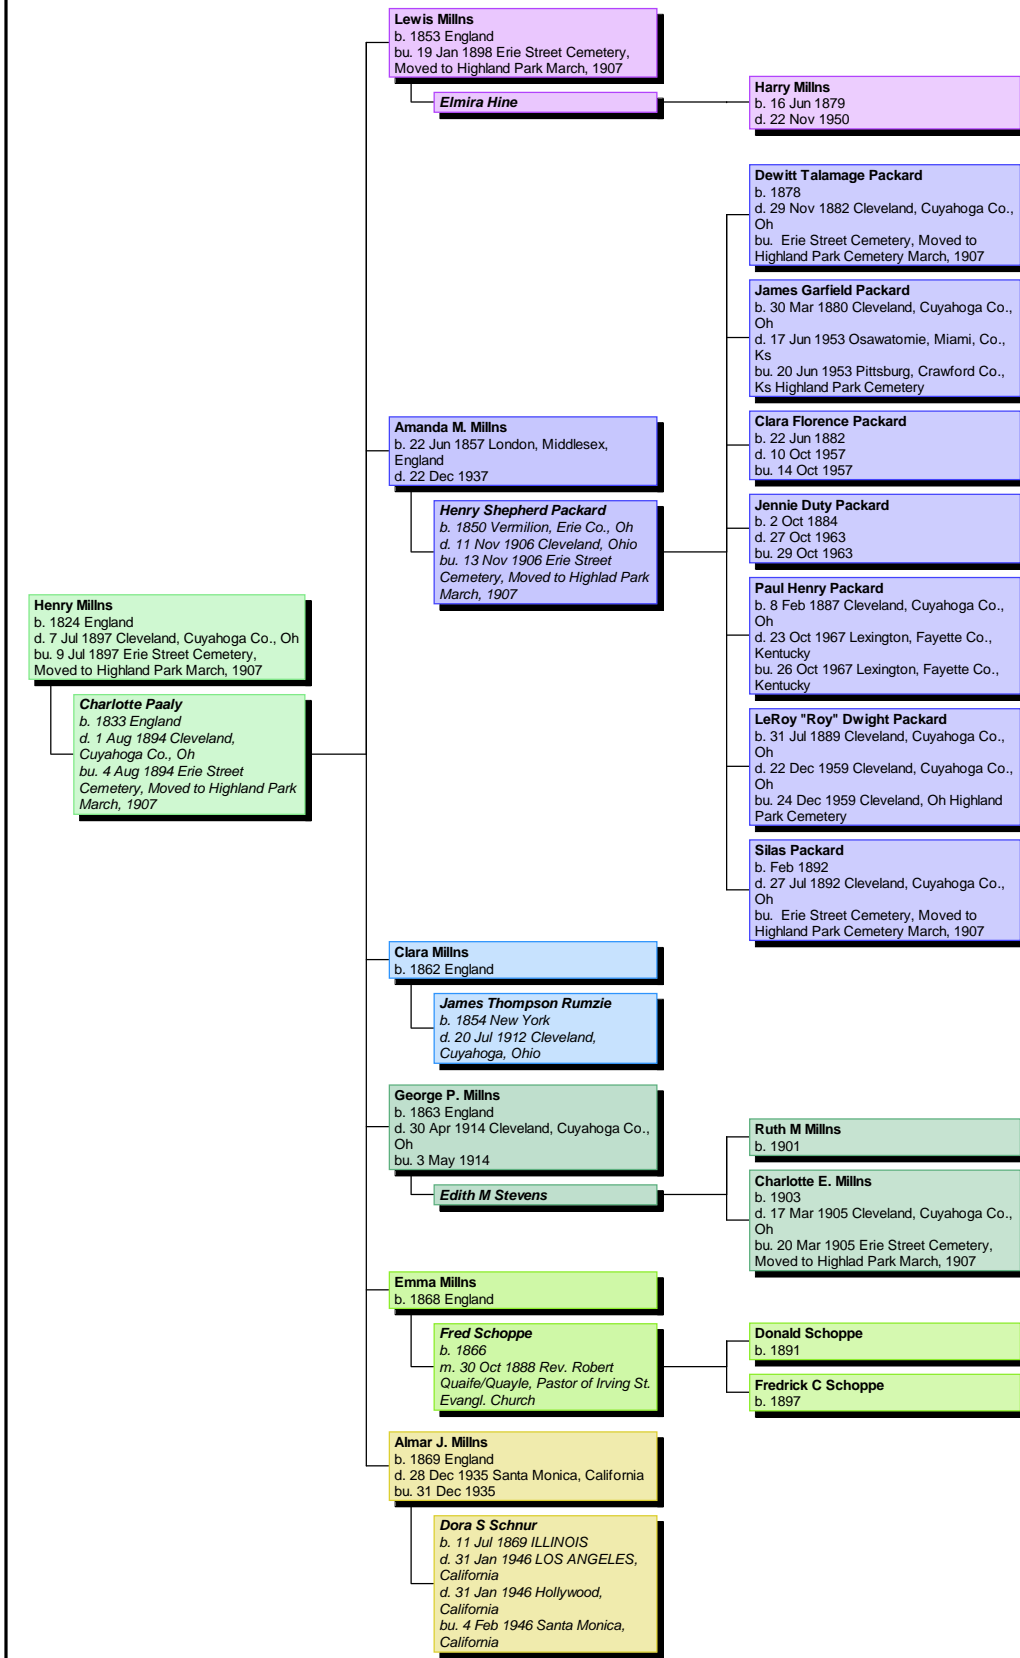 Lewis Millns
b. 1853 England
bu. 19 Jan 1898 Erie Street Cemetery,
Moved to Highland Park March, 1907
Elmira Hine
Harry Millns
b. 16 Jun 1879
d. 22 Nov 1950
Dewitt Talamage Packard
b. 1878
d. 29 Nov 1882 Cleveland, Cuyahoga Co.,
Oh
bu.  Erie Street Cemetery, Moved to
Highland Park Cemetery March, 1907
James Garfield Packard
b. 30 Mar 1880 Cleveland, Cuyahoga Co.,
Oh
d. 17 Jun 1953 Osawatomie, Miami, Co.,
Ks
bu. 20 Jun 1953 Pittsburg, Crawford Co.,
Ks Highland Park Cemetery
Amanda M. Millns
b. 22 Jun 1857 London, Middlesex,
England
d. 22 Dec 1937
Clara Florence Packard
b. 22 Jun 1882
d. 10 Oct 1957
bu. 14 Oct 1957
Henry Shepherd Packard
b. 1850 Vermilion, Erie Co., Oh
d. 11 Nov 1906 Cleveland, Ohio
bu. 13 Nov 1906 Erie Street
Cemetery, Moved to Highlad Park
March, 1907
Jennie Duty Packard
b. 2 Oct 1884
d. 27 Oct 1963
bu. 29 Oct 1963
Paul Henry Packard
b. 8 Feb 1887 Cleveland, Cuyahoga Co.,
Oh
d. 23 Oct 1967 Lexington, Fayette Co.,
Kentucky
bu. 26 Oct 1967 Lexington, Fayette Co.,
Kentucky
Henry Millns
b. 1824 England
d. 7 Jul 1897 Cleveland, Cuyahoga Co., Oh
bu. 9 Jul 1897 Erie Street Cemetery,
Moved to Highland Park March, 1907
Charlotte Paaly
b. 1833 England
d. 1 Aug 1894 Cleveland,
Cuyahoga Co., Oh
bu. 4 Aug 1894 Erie Street
Cemetery, Moved to Highland Park
March, 1907
LeRoy "Roy" Dwight Packard
b. 31 Jul 1889 Cleveland, Cuyahoga Co.,
Oh
d. 22 Dec 1959 Cleveland, Cuyahoga Co.,
Oh
bu. 24 Dec 1959 Cleveland, Oh Highland
Park Cemetery
Silas Packard
b. Feb 1892
d. 27 Jul 1892 Cleveland, Cuyahoga Co.,
Oh
bu.  Erie Street Cemetery, Moved to
Highland Park Cemetery March, 1907
Clara Millns
b. 1862 England
James Thompson Rumzie
b. 1854 New York
d. 20 Jul 1912 Cleveland,
Cuyahoga, Ohio
George P. Millns
b. 1863 England
d. 30 Apr 1914 Cleveland, Cuyahoga Co.,
Oh
bu. 3 May 1914
Edith M Stevens
Ruth M Millns
b. 1901
Charlotte E. Millns
b. 1903
d. 17 Mar 1905 Cleveland, Cuyahoga Co.,
Oh
bu. 20 Mar 1905 Erie Street Cemetery,
Moved to Highlad Park March, 1907
Emma Millns
b. 1868 England
Fred Schoppe
b. 1866
m. 30 Oct 1888 Rev. Robert
Quaife/Quayle, Pastor of Irving St.
Evangl. Church
Donald Schoppe
b. 1891
Fredrick C Schoppe
b. 1897
Almar J. Millns
b. 1869 England
d. 28 Dec 1935 Santa Monica, California
bu. 31 Dec 1935
Dora S Schnur
b. 11 Jul 1869 ILLINOIS
d. 31 Jan 1946 LOS ANGELES,
California
d. 31 Jan 1946 Hollywood,
California
bu. 4 Feb 1946 Santa Monica,
California